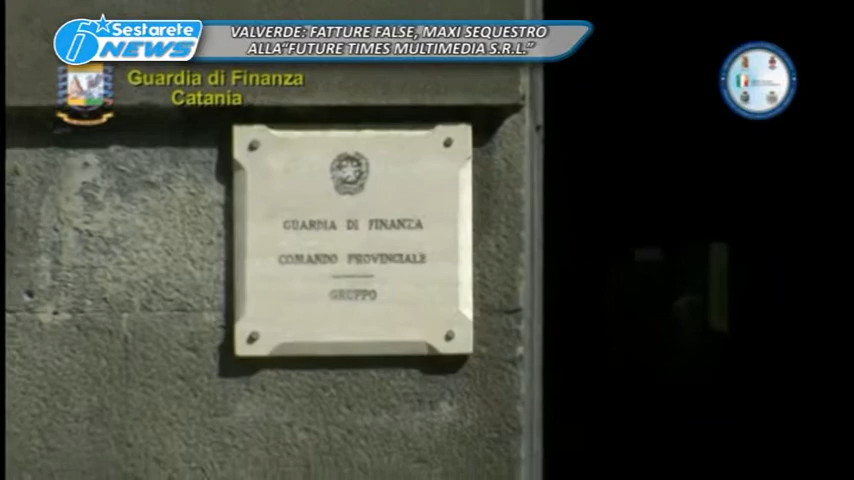 Sestarete
6 NEWS
VALVERDE: FATTURE FALSE, MAXI SEQUESTRO
ALLA“FUTURE TIMES MULTIMEDIA S.R.L.”
Guardia di Finanza
Catania
GUARDIA DI FINANZA
COMANDO PROVINCIALE
GRUPPO